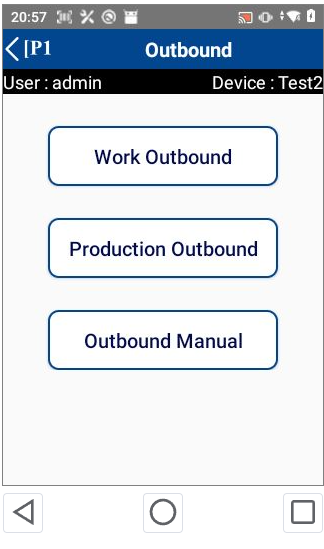 20:57
[P1 Outbound
User : admin Device : Test2
Work Outbound
Production Outbound
Outbound Manual